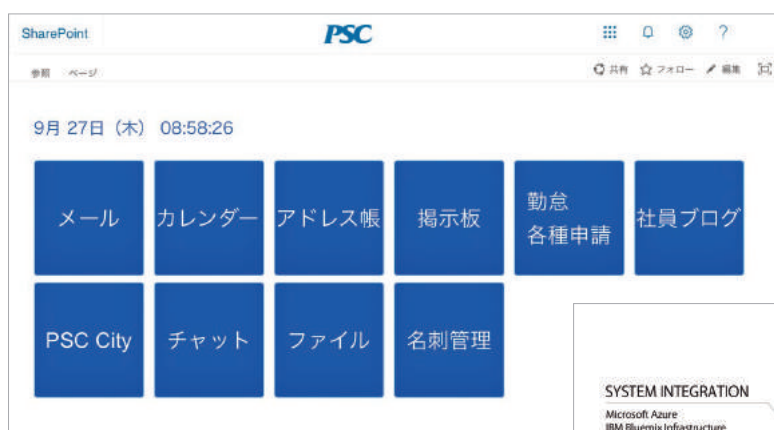 SharePoint
PSC
参照 ページ
共有 フォロー 編集
9月 27日（木） 08:58:26
メール
カレンダー
アドレス帳
掲示板
勤怠
各種申請
社員ブログ
PSC City
チャット
ファイル
名刺管理
SYSTEM INTEGRATION
Microsoft Azure
IBM Bluemix Infrastructure